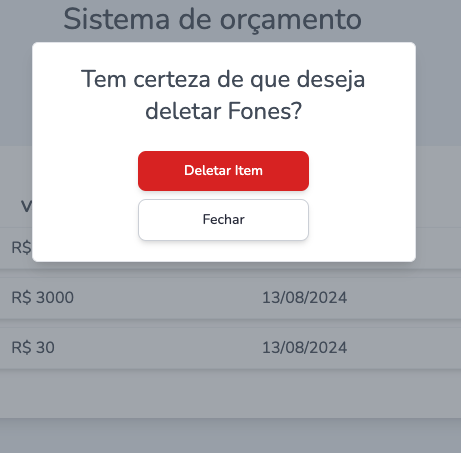 Sistema de orçamento
Tem certeza de que deseja
deletar Fones?
Deletar Item
Fechar
V
R$
R$ 3000 13/08/2024
R$ 30 13/08/2024